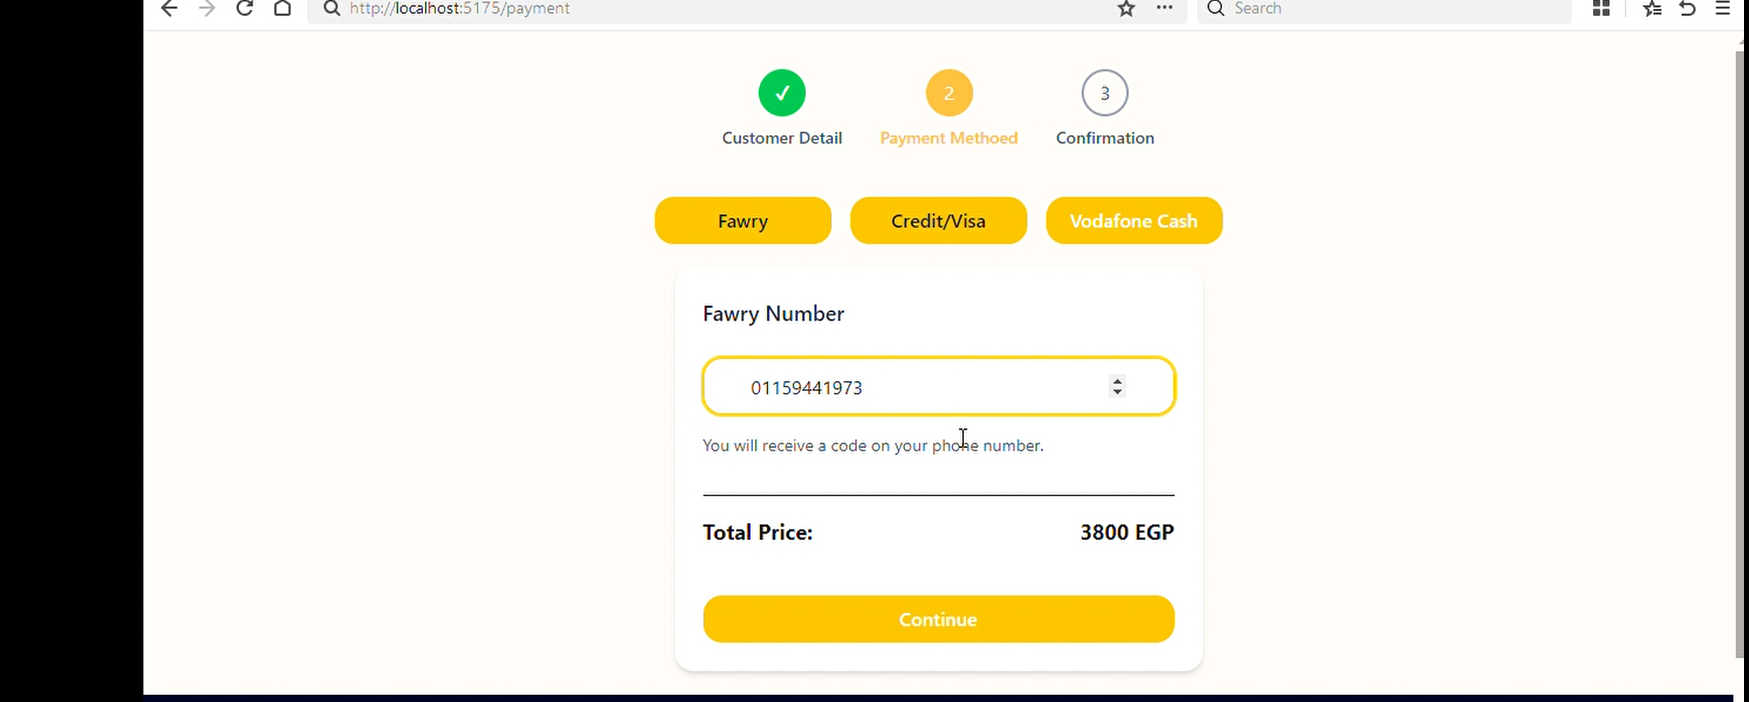 http://localhost:5175/payment
Search
✓ 2 3
Customer Detail Payment Methoed Confirmation
Fawry Credit/Visa Vodafone Cash
Fawry Number
01159441973
You will receive a code on your phone number.
Total Price: 3800 EGP
Continue